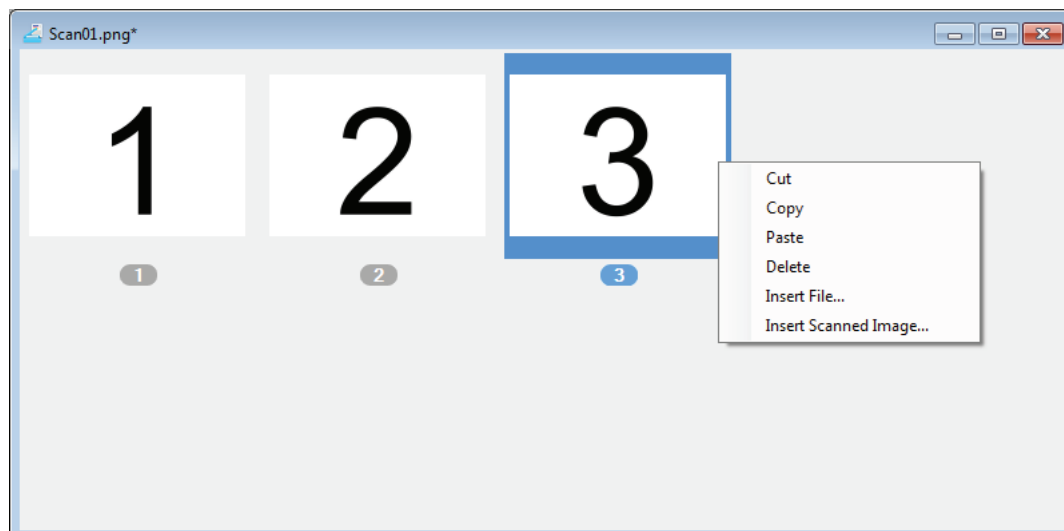 Scan01.png*
1 2 3
1 2 3
Cut
Copy
Paste
Delete
Insert File...
Insert Scanned Image...